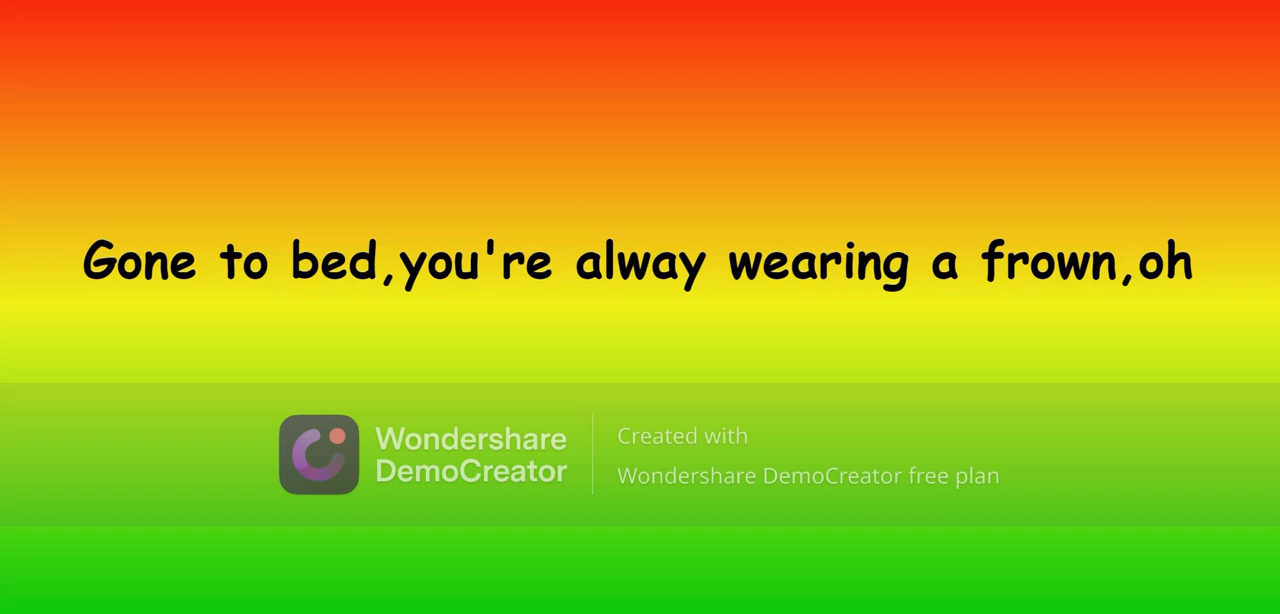 Gone to bed,you're alway wearing a frown,oh
Wondershare
DemoCreator
Created with
Wondershare DemoCreator free plan